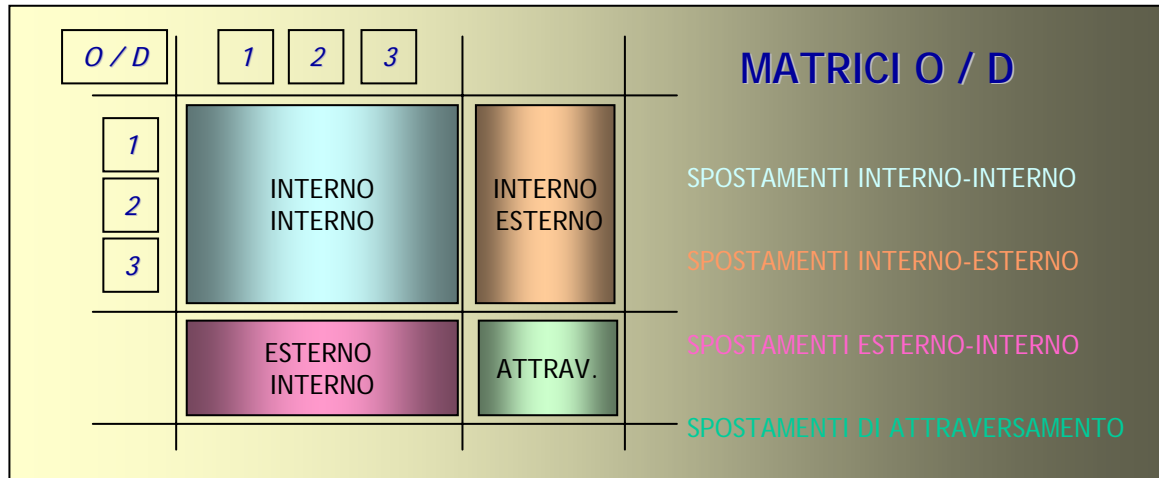 O / D
1 2 3
MATRICI O / D
1
2
3
INTERNO
INTERNO
INTERNO
ESTERNO
ESTERNO
INTERNO
ATTRAV.
SPOSTAMENTI INTERNO-INTERNO
SPOSTAMENTI INTERNO-ESTERNO
SPOSTAMENTI ESTERNO-INTERNO
SPOSTAMENTI DI ATTRAVERSAMENTO